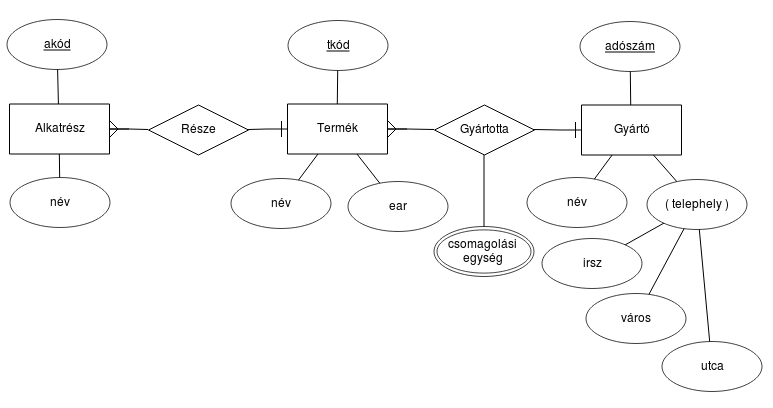 akód
tkód
adószám
Alkatrész
Része
Termék
Gyártotta
Gyártó
név
név
ear
név
( telephely )
csomagolási
egység
irsz
város
utca